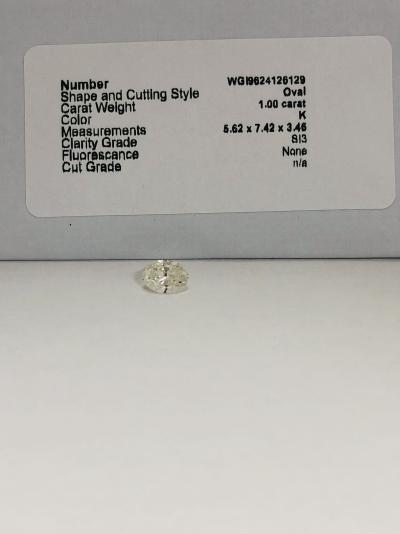 Number WGI9624126129
Shape and Cutting Style Oval
Carat Weight 1.00 carat
Color K
Measurements 5.62 x 7.42 x 3.46
Clarity Grade SI3
Fluorescance None
Cut Grade n/a